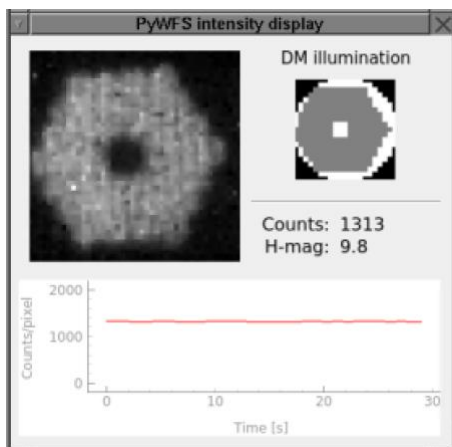 PyWFS intensity display
DM illumination
Counts: 1313
H-mag: 9.8
Counts/pixel
2000
1000
0
0 10 20 30
Time [s]